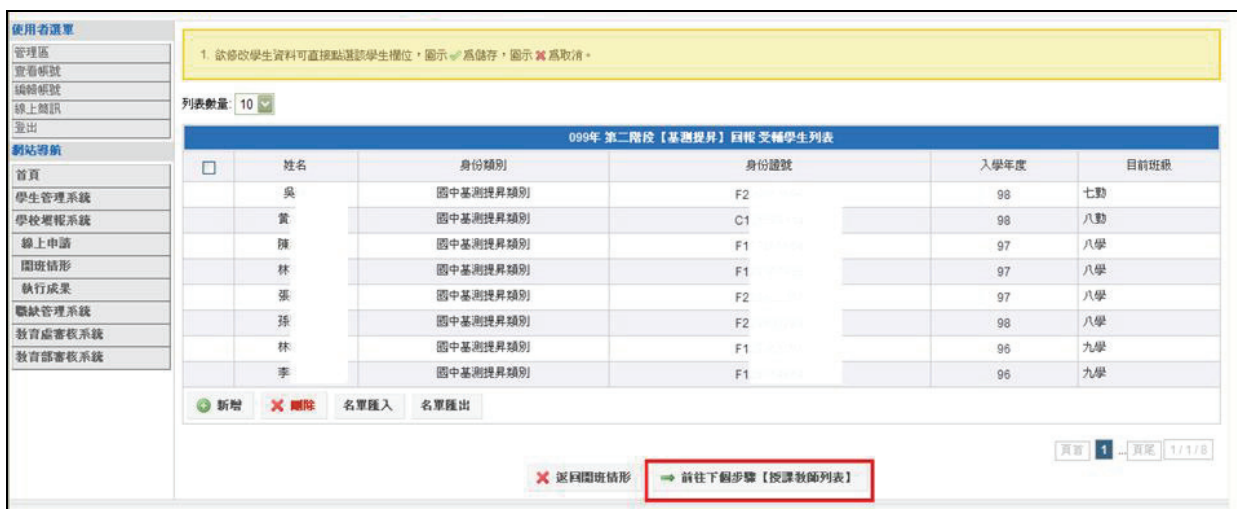 使用者選單
管理區
查看帳號
編輯帳號
線上簡訊
登出
網站導航
首頁
學生管理系統
學校填報系統
線上申請
開班情形
執行成果
職缺管理系統
教育處審核系統
教育部審核系統
1. 欲修改學生資料可直接點選該學生欄位，圖示 為儲存，圖示 為取消。
列表數量: 10
099年 第二階段【基測提昇】回報 受輔學生列表
姓名 身份類別 身份證號 入學年度 目前班級
吳 國中基測提昇類別 F2 98 七勤
黃 國中基測提昇類別 C1 98 八勤
陳 國中基測提昇類別 F1 97 八學
林 國中基測提昇類別 F1 97 八學
張 國中基測提昇類別 F2 97 八學
孫 國中基測提昇類別 F2 98 八學
林 國中基測提昇類別 F1 96 九學
李 國中基測提昇類別 F1 96 九學
新增 刪除 名單匯入 名單匯出
頁首 1 ... 頁尾 1/1/8
返回開班情形 前往下個步驟【授課教師列表】